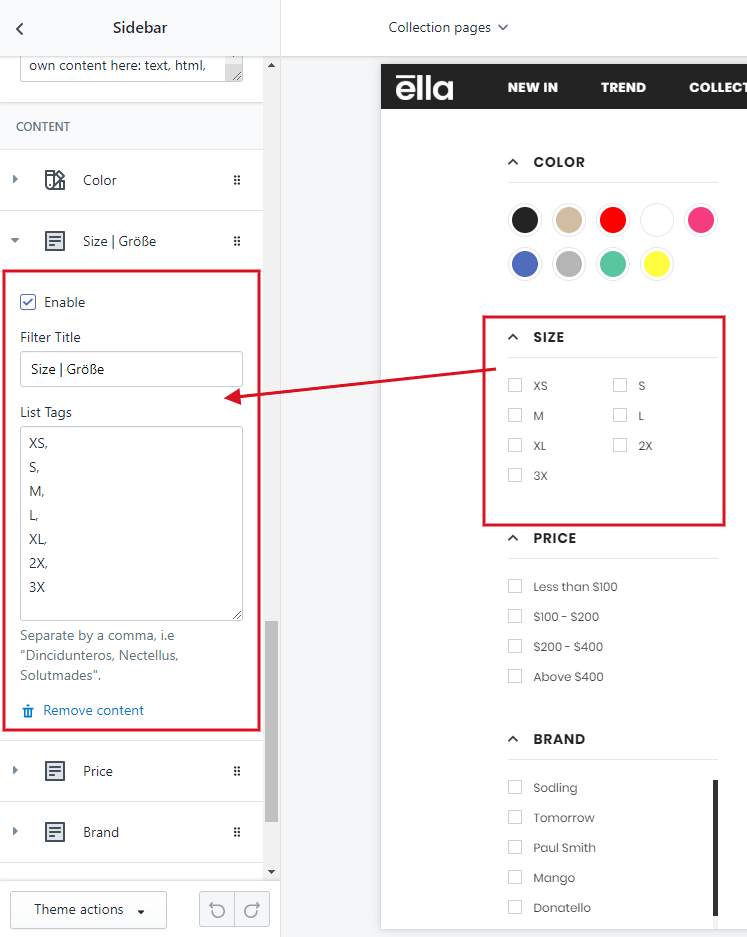 Sidebar
Collection pages
own content here: text, html,
CONTENT
Color
Size | Größe
Enable
Filter Title
Size | Größe
List Tags
XS,
S,
M,
L,
XL,
2X,
3X
Separate by a comma, i.e
"Dincidunteros, Nectellus,
Solutmades".
Remove content
Price
Brand
Theme actions
ēlla
NEW IN TREND COLLECT
COLOR
SIZE
XS S
M L
XL 2X
3X
PRICE
Less than $100
$100 - $200
$200 - $400
Above $400
BRAND
Sodling
Tomorrow
Paul Smith
Mango
Donatello